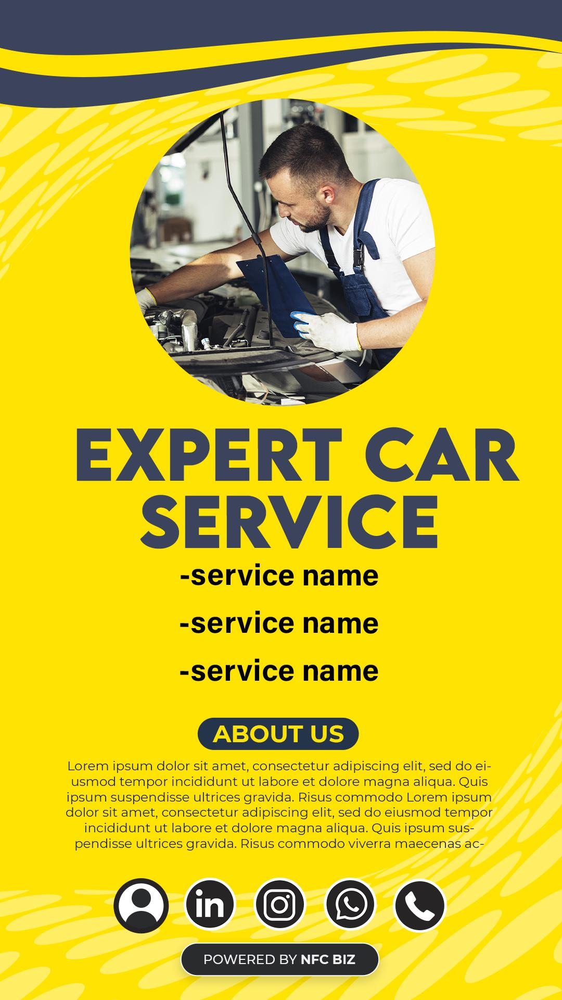 EXPERT CAR
SERVICE
-service name
-service name
-service name
ABOUT US
Lorem ipsum dolor sit amet, consectetur adipiscing elit, sed do ei-
usmod tempor incididunt ut labore et dolore magna aliqua. Quis
ipsum suspendisse ultrices gravida. Risus commodo Lorem ipsum
dolor sit amet, consectetur adipiscing elit, sed do eiusmod tempor
incididunt ut labore et dolore magna aliqua. Quis ipsum sus-
pendisse ultrices gravida. Risus commodo viverra maecenas ac-
in
POWERED BY NFC BIZ